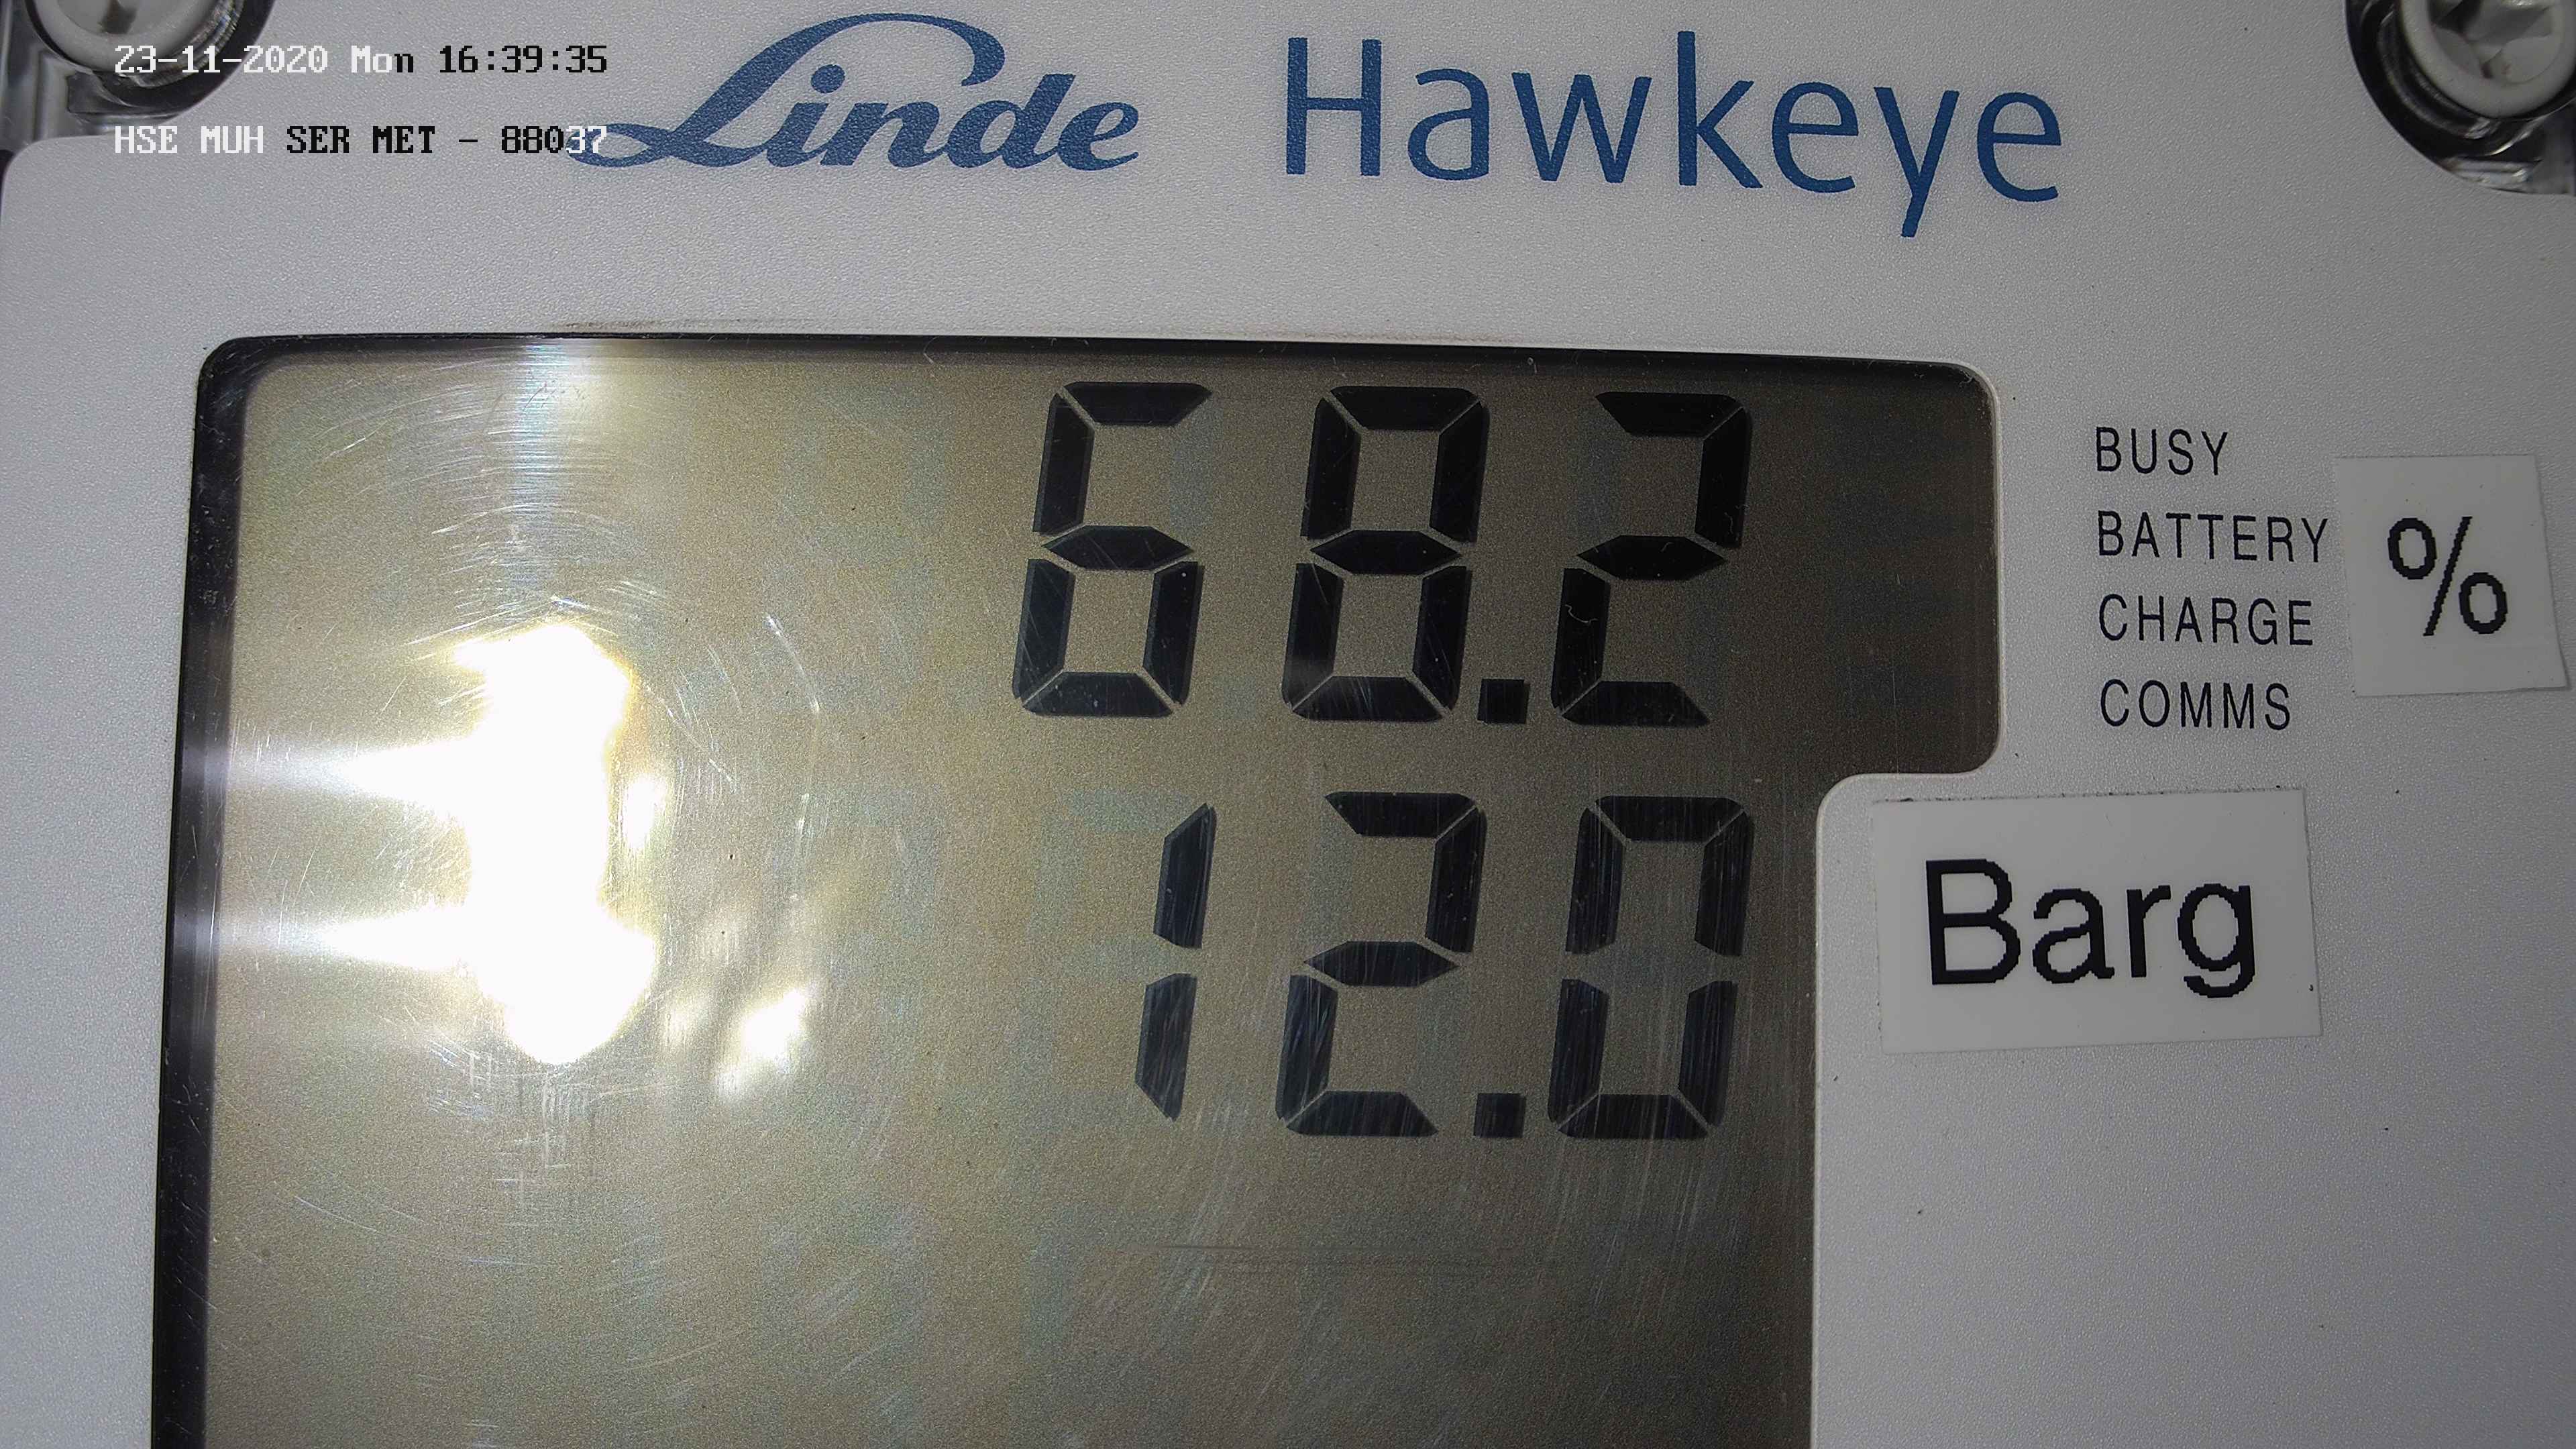 23-11-2020 Mon 16:39:35
HSE MUH SER MET - 88037
Linde Hawkeye
68.2
BUSY
BATTERY
CHARGE
COMMS
%
12.0
Barg